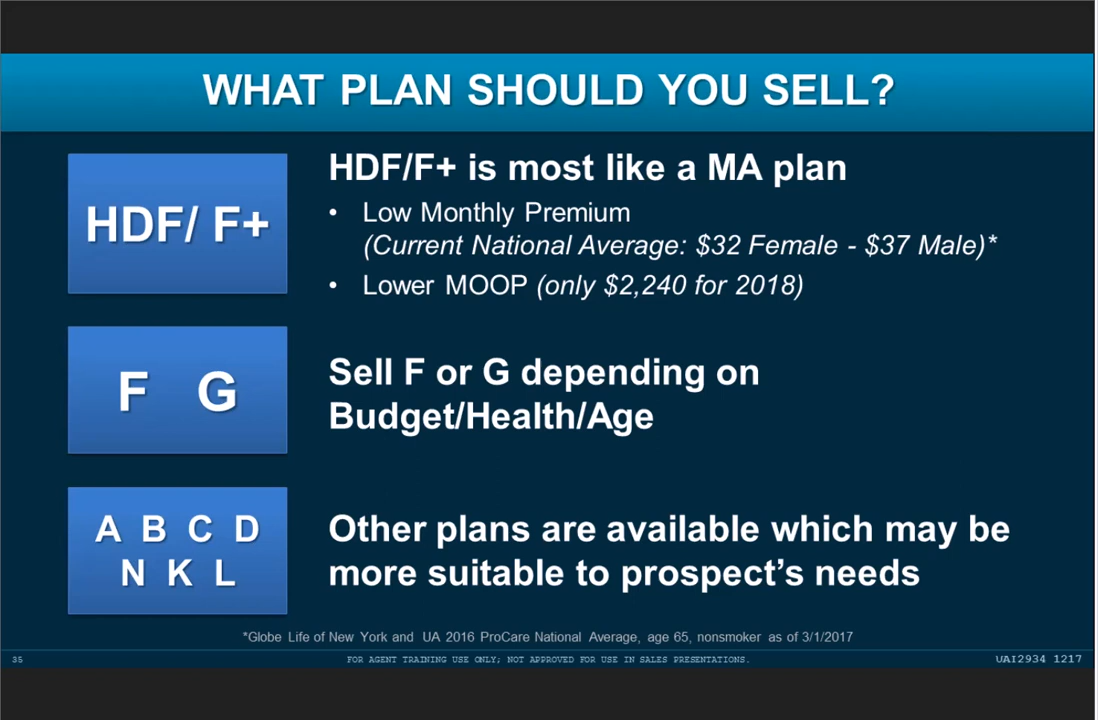 WHAT PLAN SHOULD YOU SELL?
HDF/ F+
HDF/F+ is most like a MA plan
• Low Monthly Premium
(Current National Average: $32 Female - $37 Male)*
• Lower MOOP (only $2,240 for 2018)
F G
Sell F or G depending on
Budget/Health/Age
A B C D
N K L
Other plans are available which may be
more suitable to prospect's needs
*Globe Life of New York and UA 2016 ProCare National Average, age 65, nonsmoker as of 3/1/2017
35
FOR AGENT TRAINING USE ONLY; NOT APPROVED FOR USE IN SALES PRESENTATIONS.
UAI2934 1217